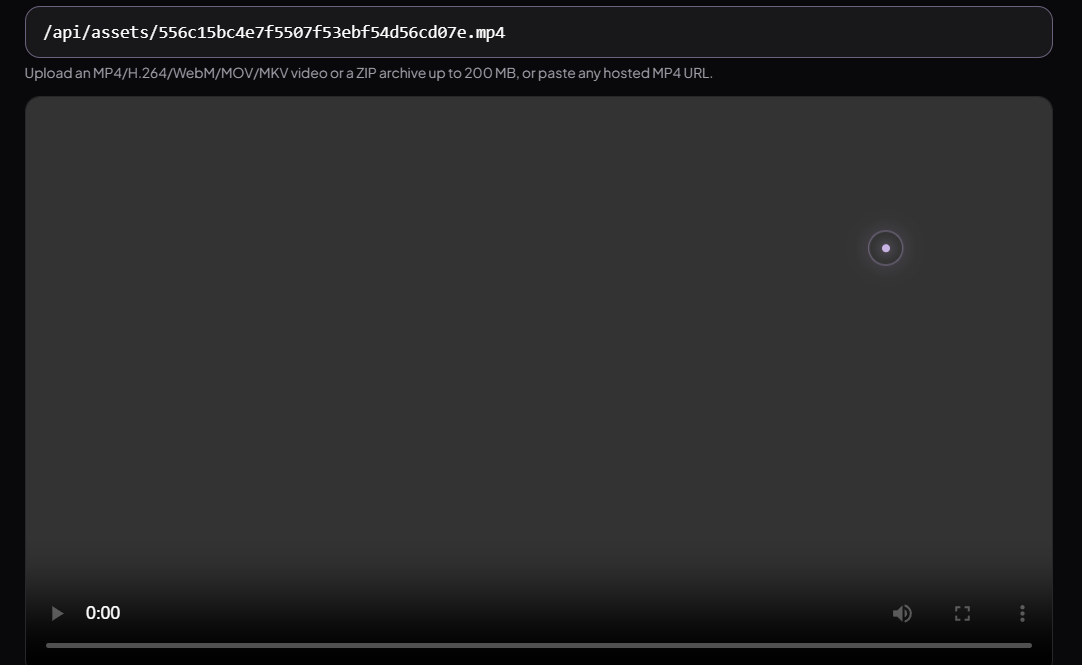 /api/assets/556c15bc4e7f5507f53ebf54d56cd07e.mp4
Upload an MP4/H.264/WebM/MOV/MKV video or a ZIP archive up to 200 MB, or paste any hosted MP4 URL.
0:00